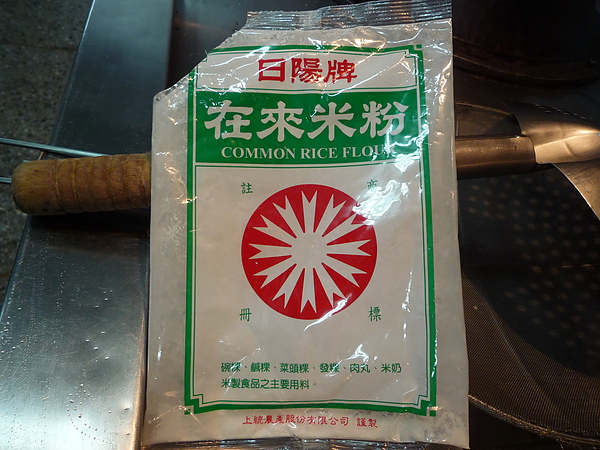 日陽牌
在來米粉
COMMON RICE FLOUR
註 商
冊 標
碗粿、鹹粿、菜頭粿、發粿、肉丸、米奶
米製食品之主要用料。
上統農產股份有限公司 謹製